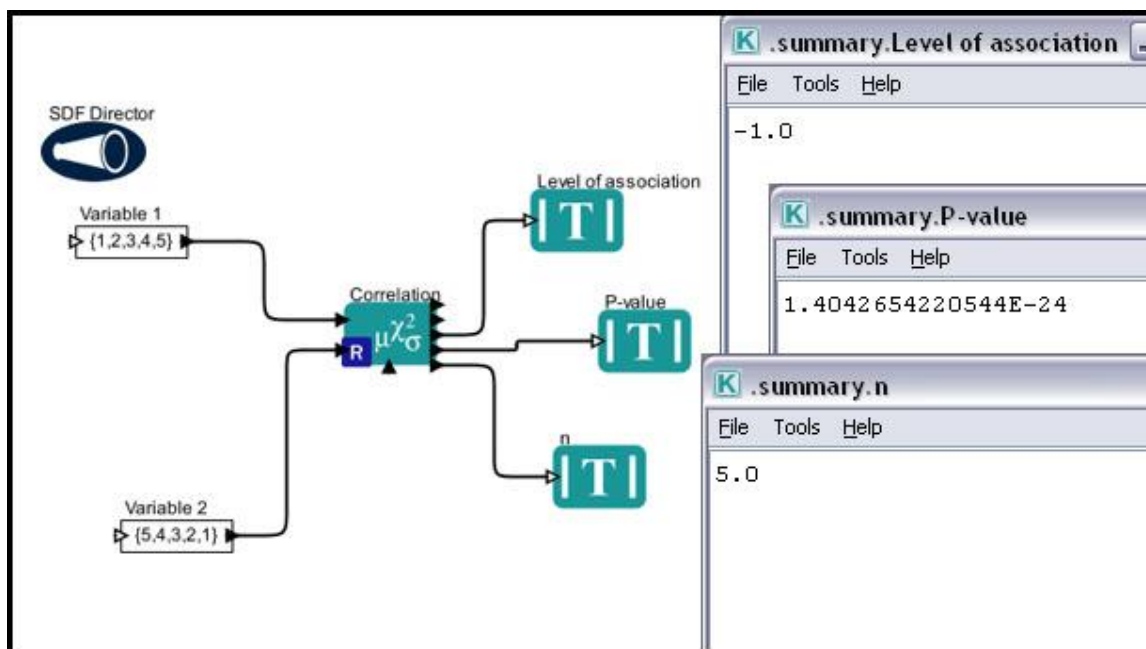 SDF Director
Variable 1
{1,2,3,4,5}
Correlation
μχ²σ
R
Level of association
T
P-value
T
n
T
Variable 2
{5,4,3,2,1}
K .summary.Level of association
File Tools Help
-1.0
K .summary.P-value
File Tools Help
1.4042654220544E-24
K .summary.n
File Tools Help
5.0